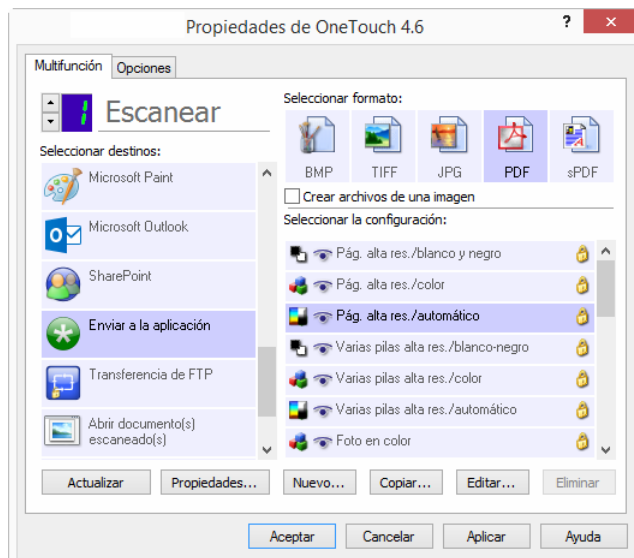 Propiedades de OneTouch 4.6
?
×
Multifunción
Opciones
1
Escanear
Seleccionar destinos:
Microsoft Paint
Microsoft Outlook
SharePoint
Enviar a la aplicación
Transferencia de FTP
Abrir documento(s)
escaneado(s)
Seleccionar formato:
BMP
TIFF
JPG
PDF
sPDF
Crear archivos de una imagen
Seleccionar la configuración:
Pág. alta res./blanco y negro
Pág. alta res./color
Pág. alta res./automático
Varias pilas alta res./blanco-negro
Varias pilas alta res./color
Varias pilas alta res./automático
Foto en color
Actualizar
Propiedades...
Nuevo...
Copiar...
Editar...
Eliminar
Aceptar
Cancelar
Aplicar
Ayuda